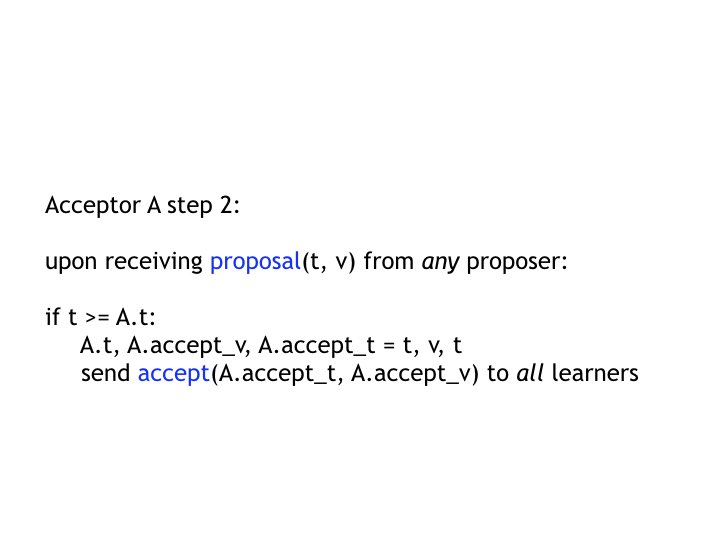 Acceptor A step 2:
upon receiving proposal(t, v) from any proposer:
if t >= A.t:
A.t, A.accept_v, A.accept_t = t, v, t
send accept(A.accept_t, A.accept_v) to all learners